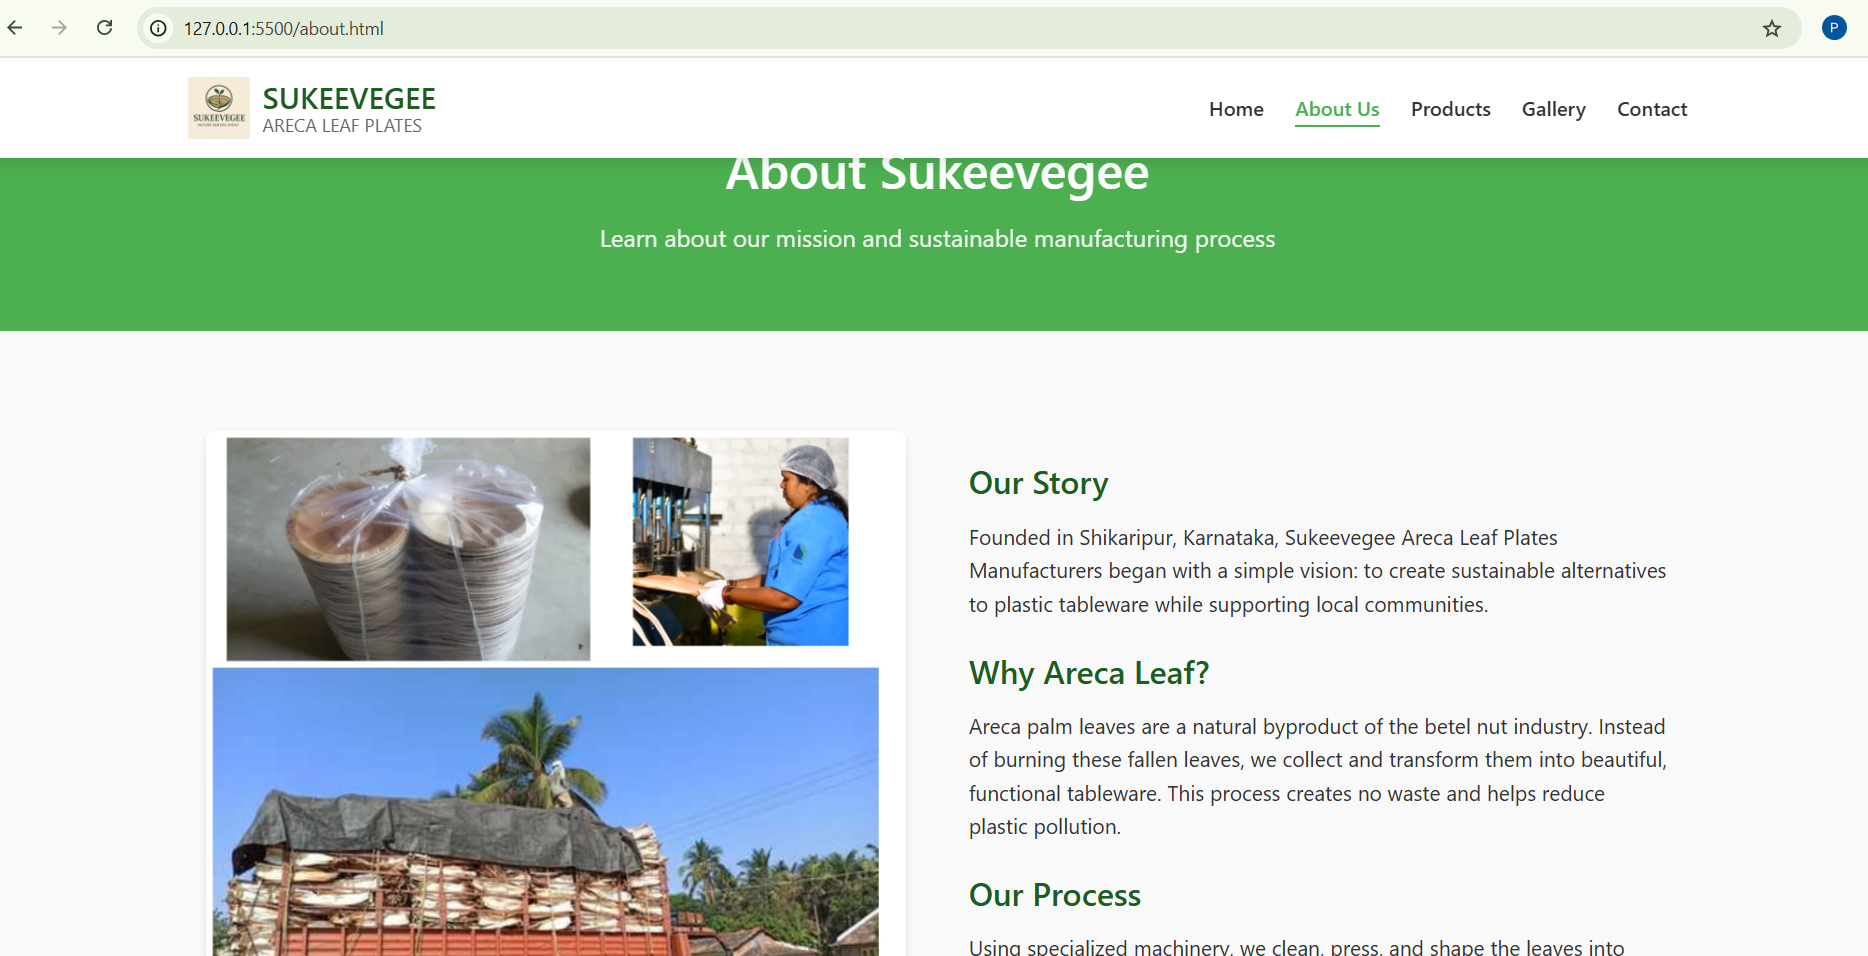 127.0.0.1:5500/about.html
P
SUKEEVEGEE
SUKEEVEGEE
ARECA LEAF PLATES
Home
About Us
Products
Gallery
Contact
About Sukeevegee
Learn about our mission and sustainable manufacturing process
Our Story
Founded in Shikaripur, Karnataka, Sukeevegee Areca Leaf Plates
Manufacturers began with a simple vision: to create sustainable alternatives
to plastic tableware while supporting local communities.
Why Areca Leaf?
Areca palm leaves are a natural byproduct of the betel nut industry. Instead
of burning these fallen leaves, we collect and transform them into beautiful,
functional tableware. This process creates no waste and helps reduce
plastic pollution.
Our Process
Using specialized machinery, we clean, press, and shape the leaves into